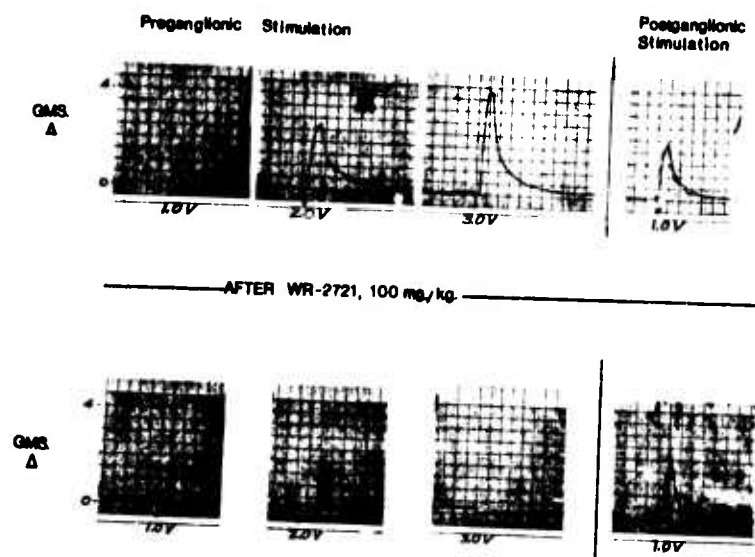 Preganglionic Stimulation
Postganglionic
Stimulation
4
GMS.
Δ
0
1.0V 2.0V 3.0V 1.0V
AFTER WR-2721, 100 mg./kg.
4
GMS.
Δ
0
1.0V 2.0V 3.0V 1.0V